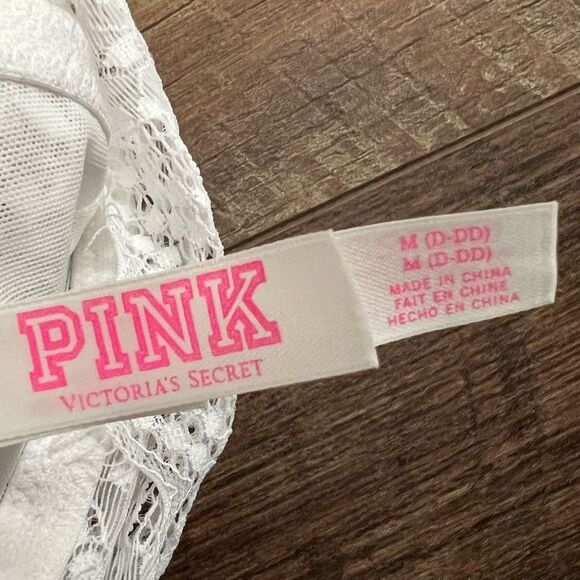 PINK
VICTORIA'S SECRET
M (D-DD)
M (D-DD)
MADE IN CHINA
FAIT EN CHINE
HECHO EN CHINA